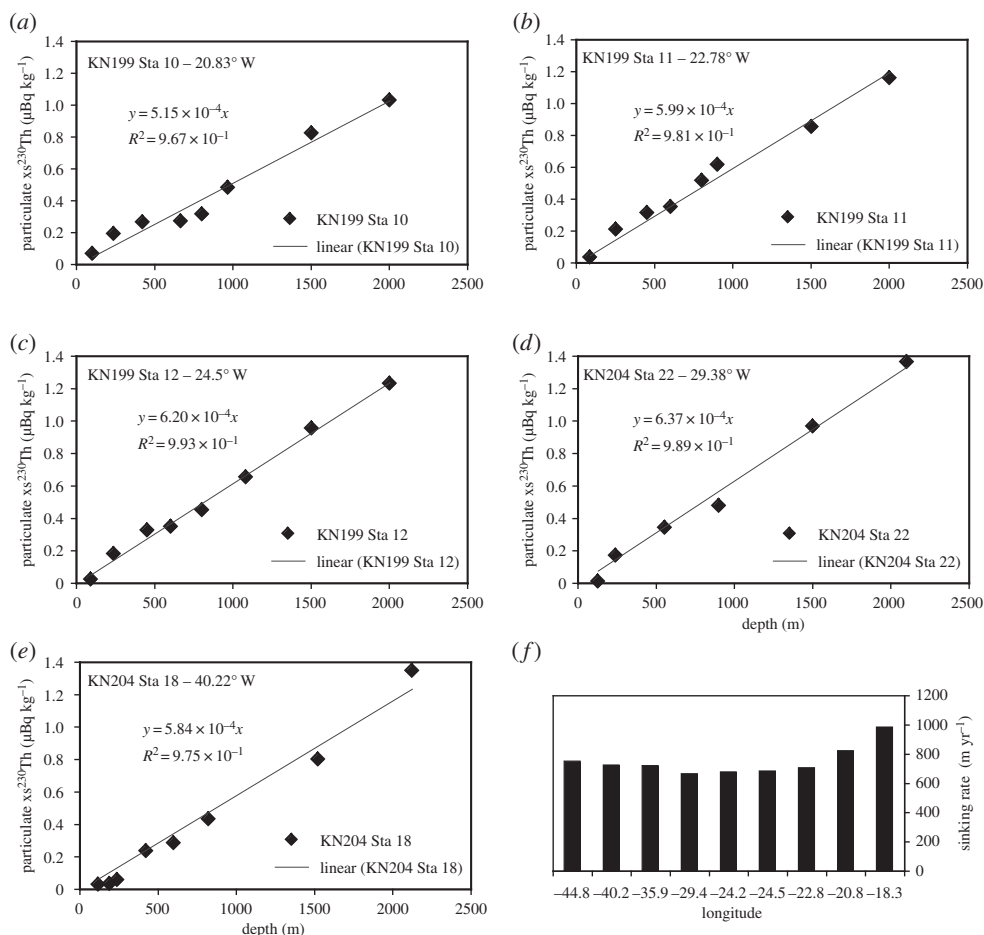 (a)
KN199 Sta 10 – 20.83° W
y = 5.15 × 10⁻⁴x
R² = 9.67 × 10⁻¹
KN199 Sta 10
linear (KN199 Sta 10)
particulate xs²³⁰Th (µBq kg⁻¹)
1.4
1.2
1.0
0.8
0.6
0.4
0.2
0
0 500 1000 1500 2000 2500
(b)
KN199 Sta 11 – 22.78° W
y = 5.99 × 10⁻⁴x
R² = 9.81 × 10⁻¹
KN199 Sta 11
linear (KN199 Sta 11)
particulate xs²³⁰Th (µBq kg⁻¹)
1.4
1.2
1.0
0.8
0.6
0.4
0.2
0
0 500 1000 1500 2000 2500
(c)
KN199 Sta 12 – 24.5° W
y = 6.20 × 10⁻⁴x
R² = 9.93 × 10⁻¹
KN199 Sta 12
linear (KN199 Sta 12)
particulate xs²³⁰Th (µBq kg⁻¹)
1.4
1.2
1.0
0.8
0.6
0.4
0.2
0
0 500 1000 1500 2000 2500
(d)
KN204 Sta 22 – 29.38° W
y = 6.37 × 10⁻⁴x
R² = 9.89 × 10⁻¹
KN204 Sta 22
linear (KN204 Sta 22)
particulate xs²³⁰Th (µBq kg⁻¹)
1.4
1.2
1.0
0.8
0.6
0.4
0.2
0
0 500 1000 1500 2000 2500
depth (m)
(e)
KN204 Sta 18 – 40.22° W
y = 5.84 × 10⁻⁴x
R² = 9.75 × 10⁻¹
KN204 Sta 18
linear (KN204 Sta 18)
particulate xs²³⁰Th (µBq kg⁻¹)
1.4
1.2
1.0
0.8
0.6
0.4
0.2
0
0 500 1000 1500 2000 2500
depth (m)
(f)
1200
1000
800
600
400
200
0
sinking rate (m yr⁻¹)
–44.8 –40.2 –35.9 –29.4 –24.2 –24.5 –22.8 –20.8 –18.3
longitude